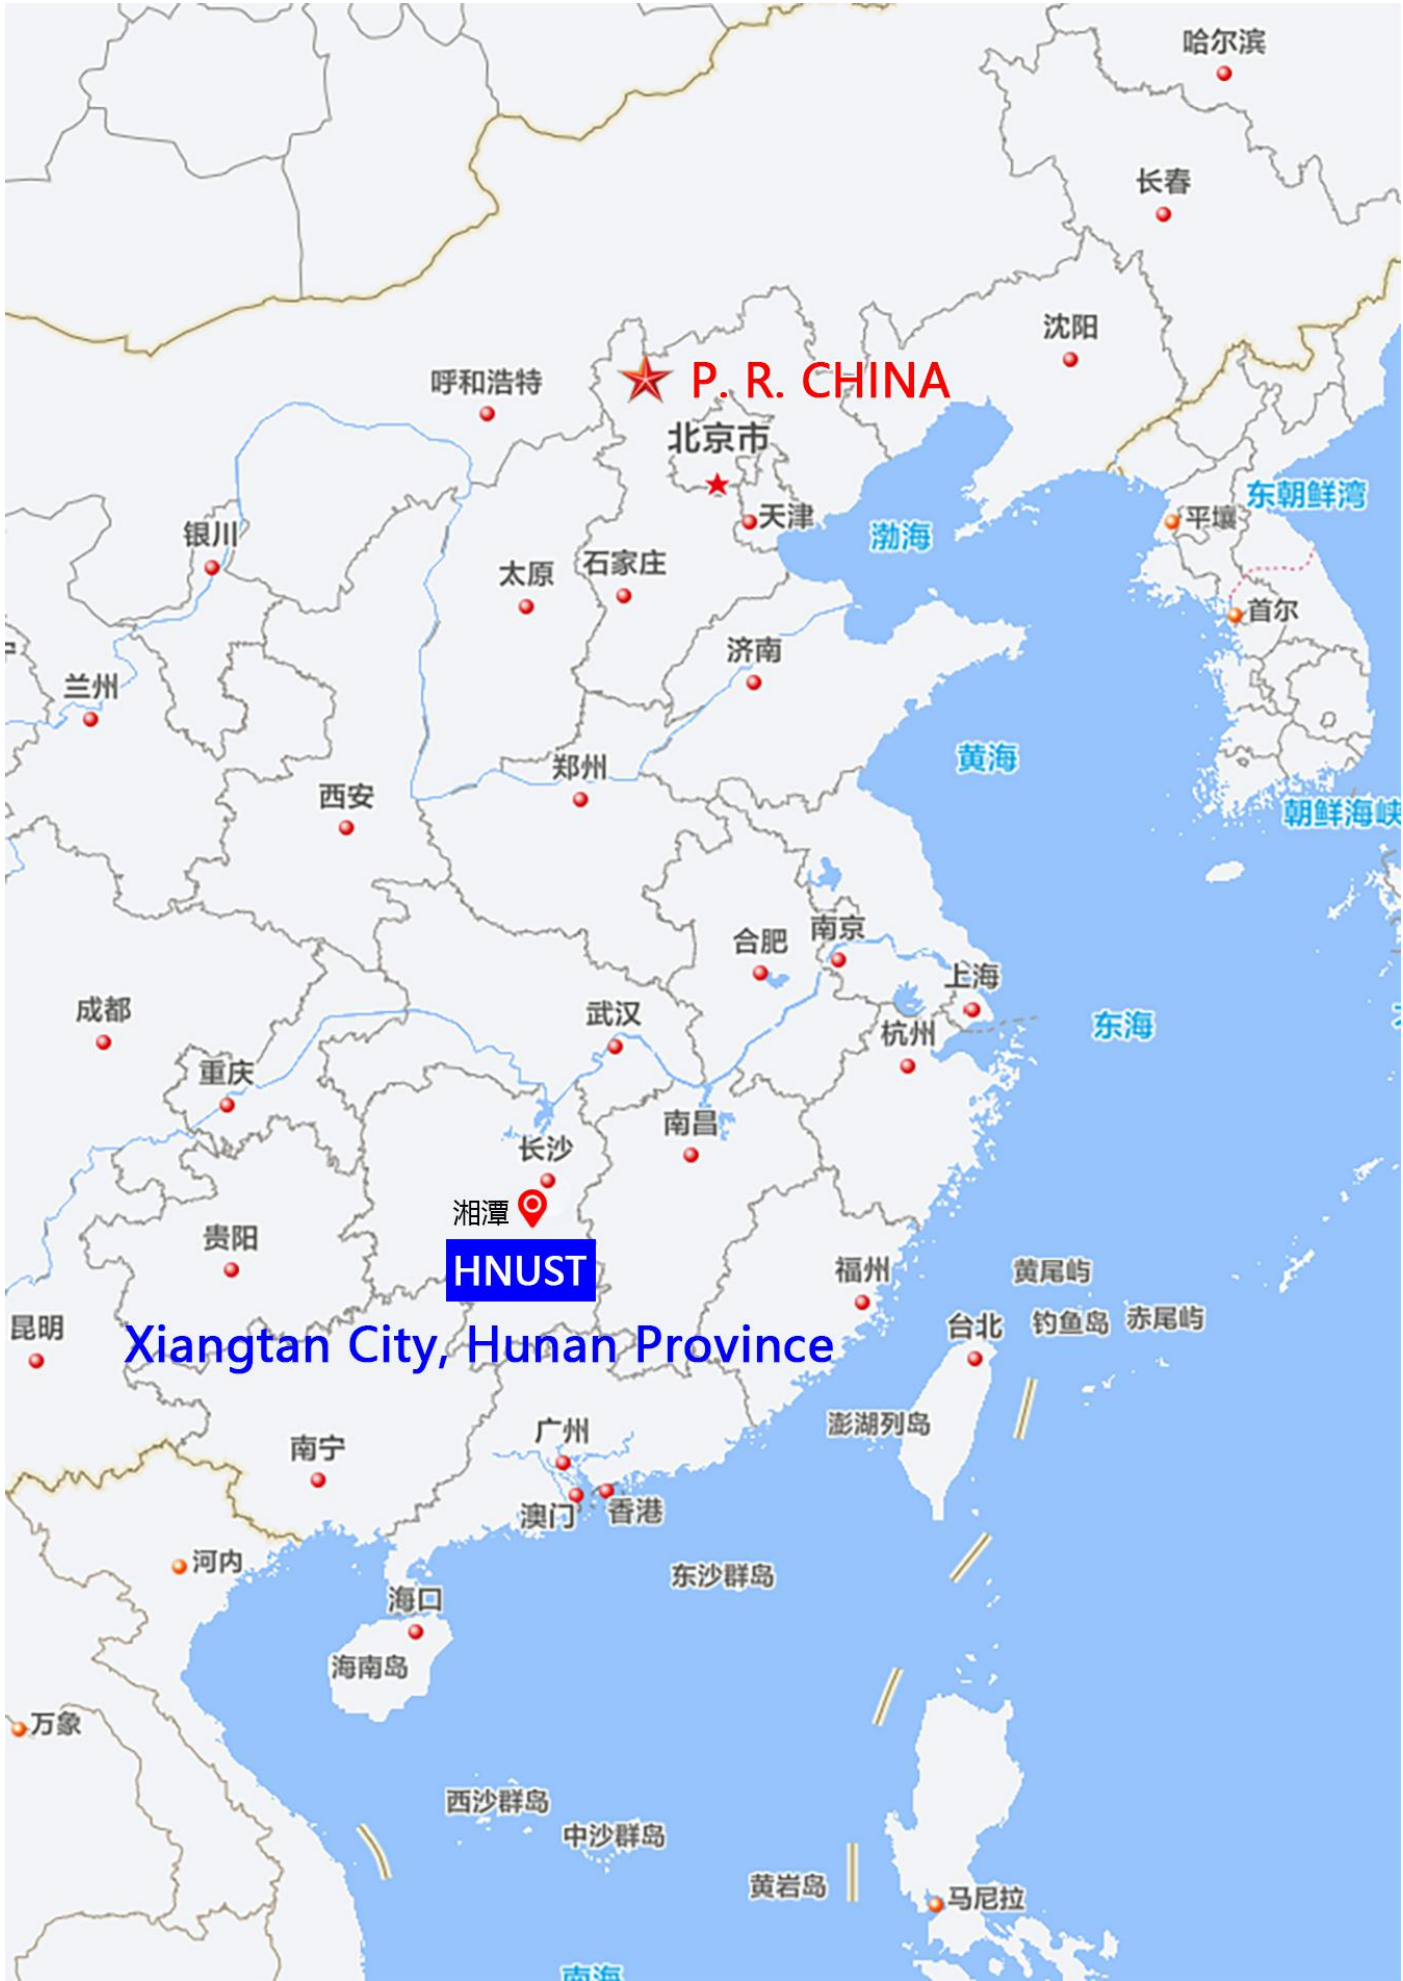 哈尔滨
长春
沈阳
呼和浩特
P. R. CHINA
北京市
天津
渤海
东朝鲜湾
平壤
银川
太原
石家庄
首尔
济南
兰州
黄海
郑州
西安
朝鲜海峡
合肥
南京
上海
成都
武汉
杭州
东海
重庆
南昌
长沙
湘潭
贵阳
HNUST
福州
黄尾屿
昆明
台北
钓鱼岛
赤尾屿
Xiangtan City, Hunan Province
澎湖列岛
广州
南宁
澳门
香港
河内
东沙群岛
海口
海南岛
万象
西沙群岛
中沙群岛
黄岩岛
马尼拉
南海